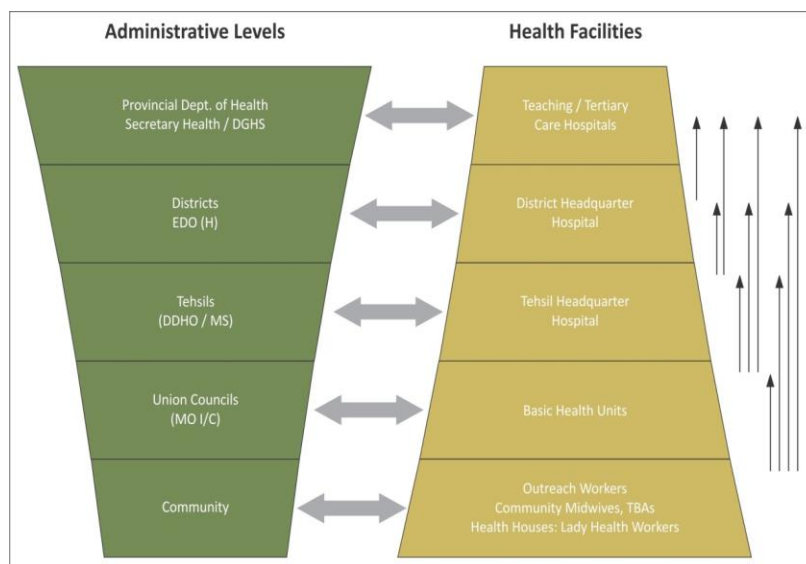 Administrative Levels
Health Facilities
Provincial Dept. of Health
Secretary Health / DGHS
Teaching / Tertiary
Care Hospitals
Districts
EDO (H)
District Headquarter
Hospital
Tehsils
(DDHO / MS)
Tehsil Headquarter
Hospital
Union Councils
(MO I/C)
Basic Health Units
Community
Outreach Workers
Community Midwives, TBAs
Health Houses: Lady Health Workers